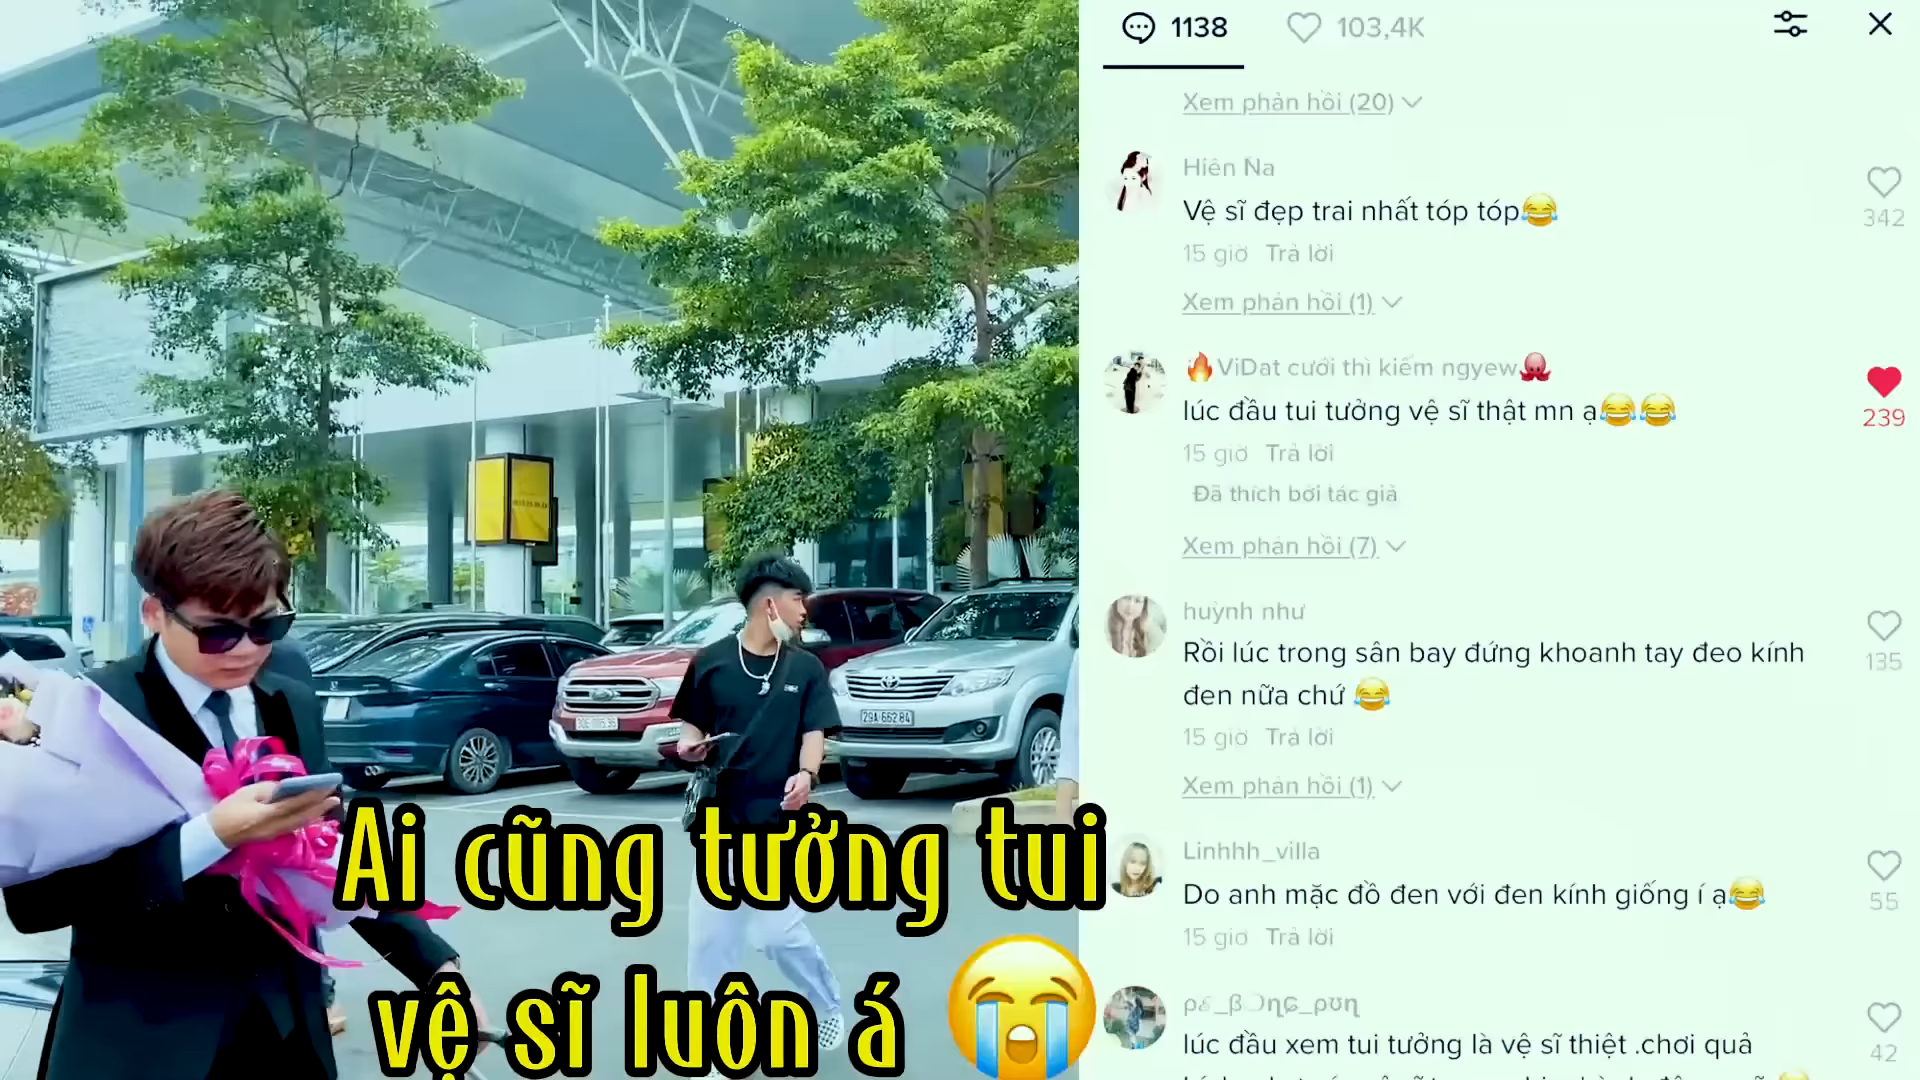 1138
103,4K
Xem phản hồi (20)
Hiên Na
Vệ sĩ đẹp trai nhất tóp tóp😂
342
15 giờ Trả lời
Xem phản hồi (1)
🔥ViDat cưới thì kiếm ngyew🐙
lúc đầu tui tưởng vệ sĩ thật mn ạ😂😂
239
15 giờ Trả lời
Đã thích bởi tác giả
Xem phản hồi (7)
huỳnh như
Rồi lúc trong sân bay đứng khoanh tay đeo kính
đen nữa chứ 😂
135
15 giờ Trả lời
Xem phản hồi (1)
Linhhh_villa
Do anh mặc đồ đen với đen kính giống í ạ😂
55
15 giờ Trả lời
lúc đầu xem tui tưởng là vệ sĩ thiệt .chơi quả
42
29A-662 84
Ai cũng tưởng tui
vệ sĩ luôn á 😭